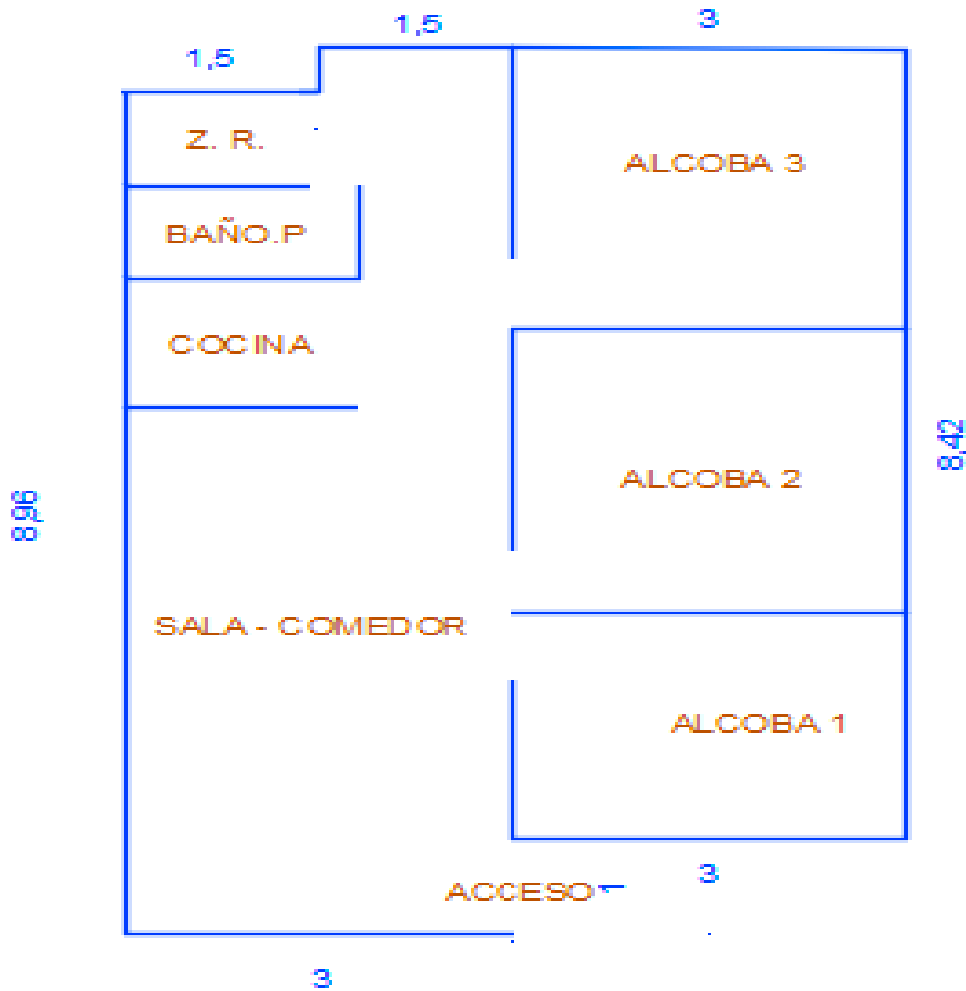 1,5
3
1,5
Z. R.
ALCOBA 3
BAÑO.P
COCINA
8,42
ALCOBA 2
8,96
SALA - COMEDOR
ALCOBA 1
3
ACCESO 1
3